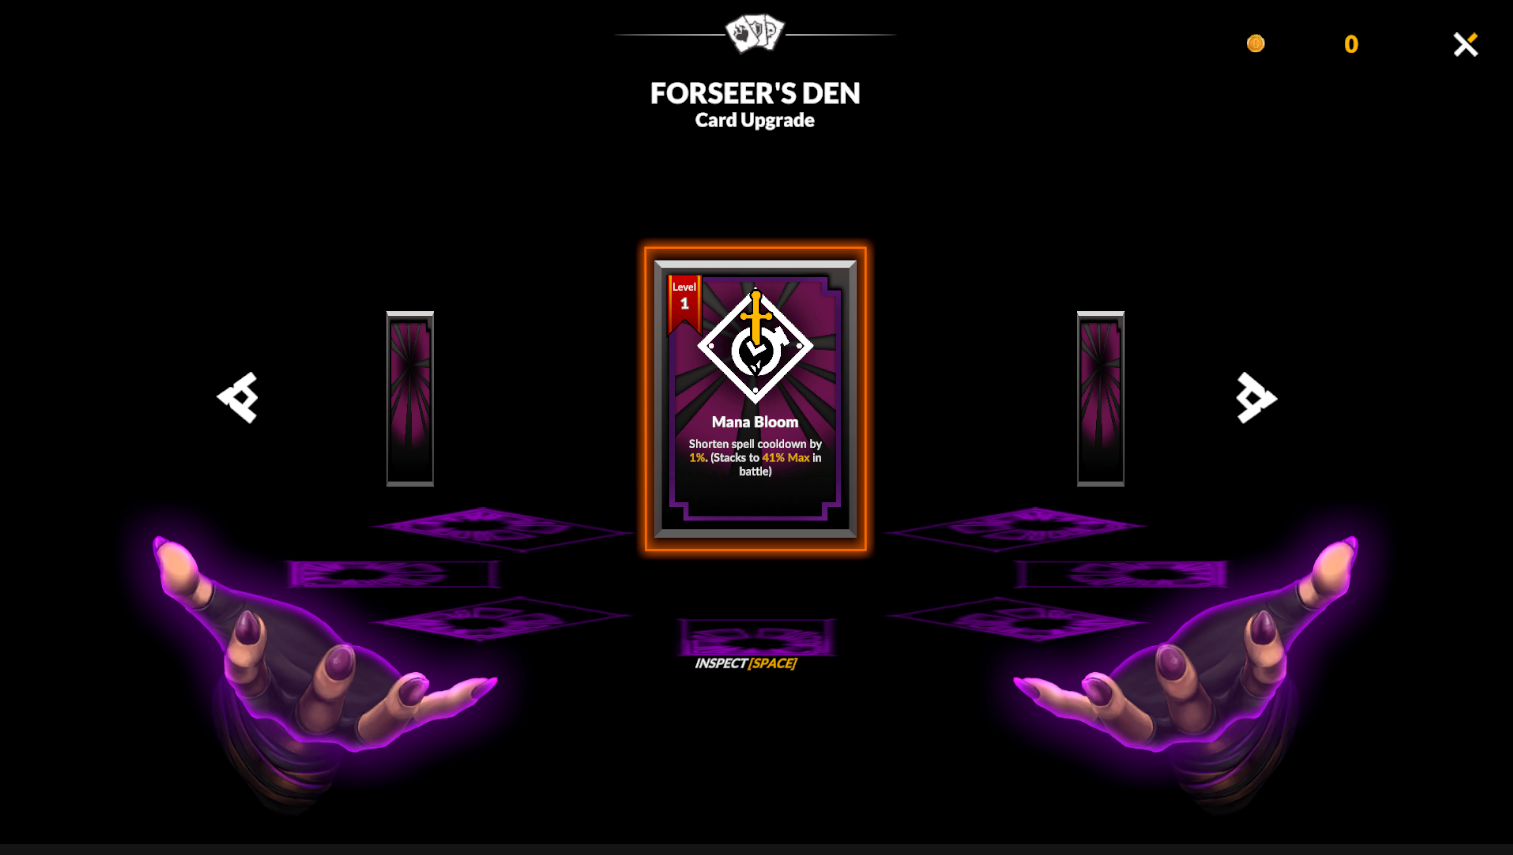 0
FORSEER'S DEN
Card Upgrade
Level
1
Mana Bloom
Shorten spell cooldown by
1%. (Stacks to 41% Max in
battle)
INSPECT[SPACE]